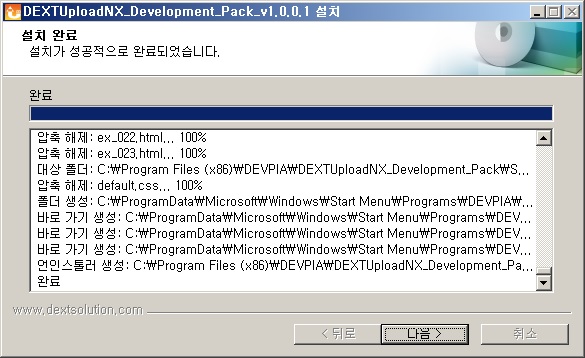 DEXTUploadNX_Development_Pack_v1.0.0.1 설치
설치 완료
설치가 성공적으로 완료되었습니다.
완료
압축 해제: ex_022.html... 100%
압축 해제: ex_023.html... 100%
대상 폴더: C:\Program Files (x86)\DEVPIA\DEXTUploadNX_Development_Pack\S...
압축 해제: default.css... 100%
폴더 생성: C:\ProgramData\Microsoft\Windows\Start Menu\Programs\DEV...
바로 가기 생성: C:\ProgramData\Microsoft\Windows\Start Menu\Programs\DEV...
바로 가기 생성: C:\ProgramData\Microsoft\Windows\Start Menu\Programs\DEV...
바로 가기 생성: C:\ProgramData\Microsoft\Windows\Start Menu\Programs\DEV...
언인스톨러 생성: C:\Program Files (x86)\DEVPIA\DEXTUploadNX_Development_Pa...
완료
www.dextsolution.com
< 뒤로 다음 > 취소